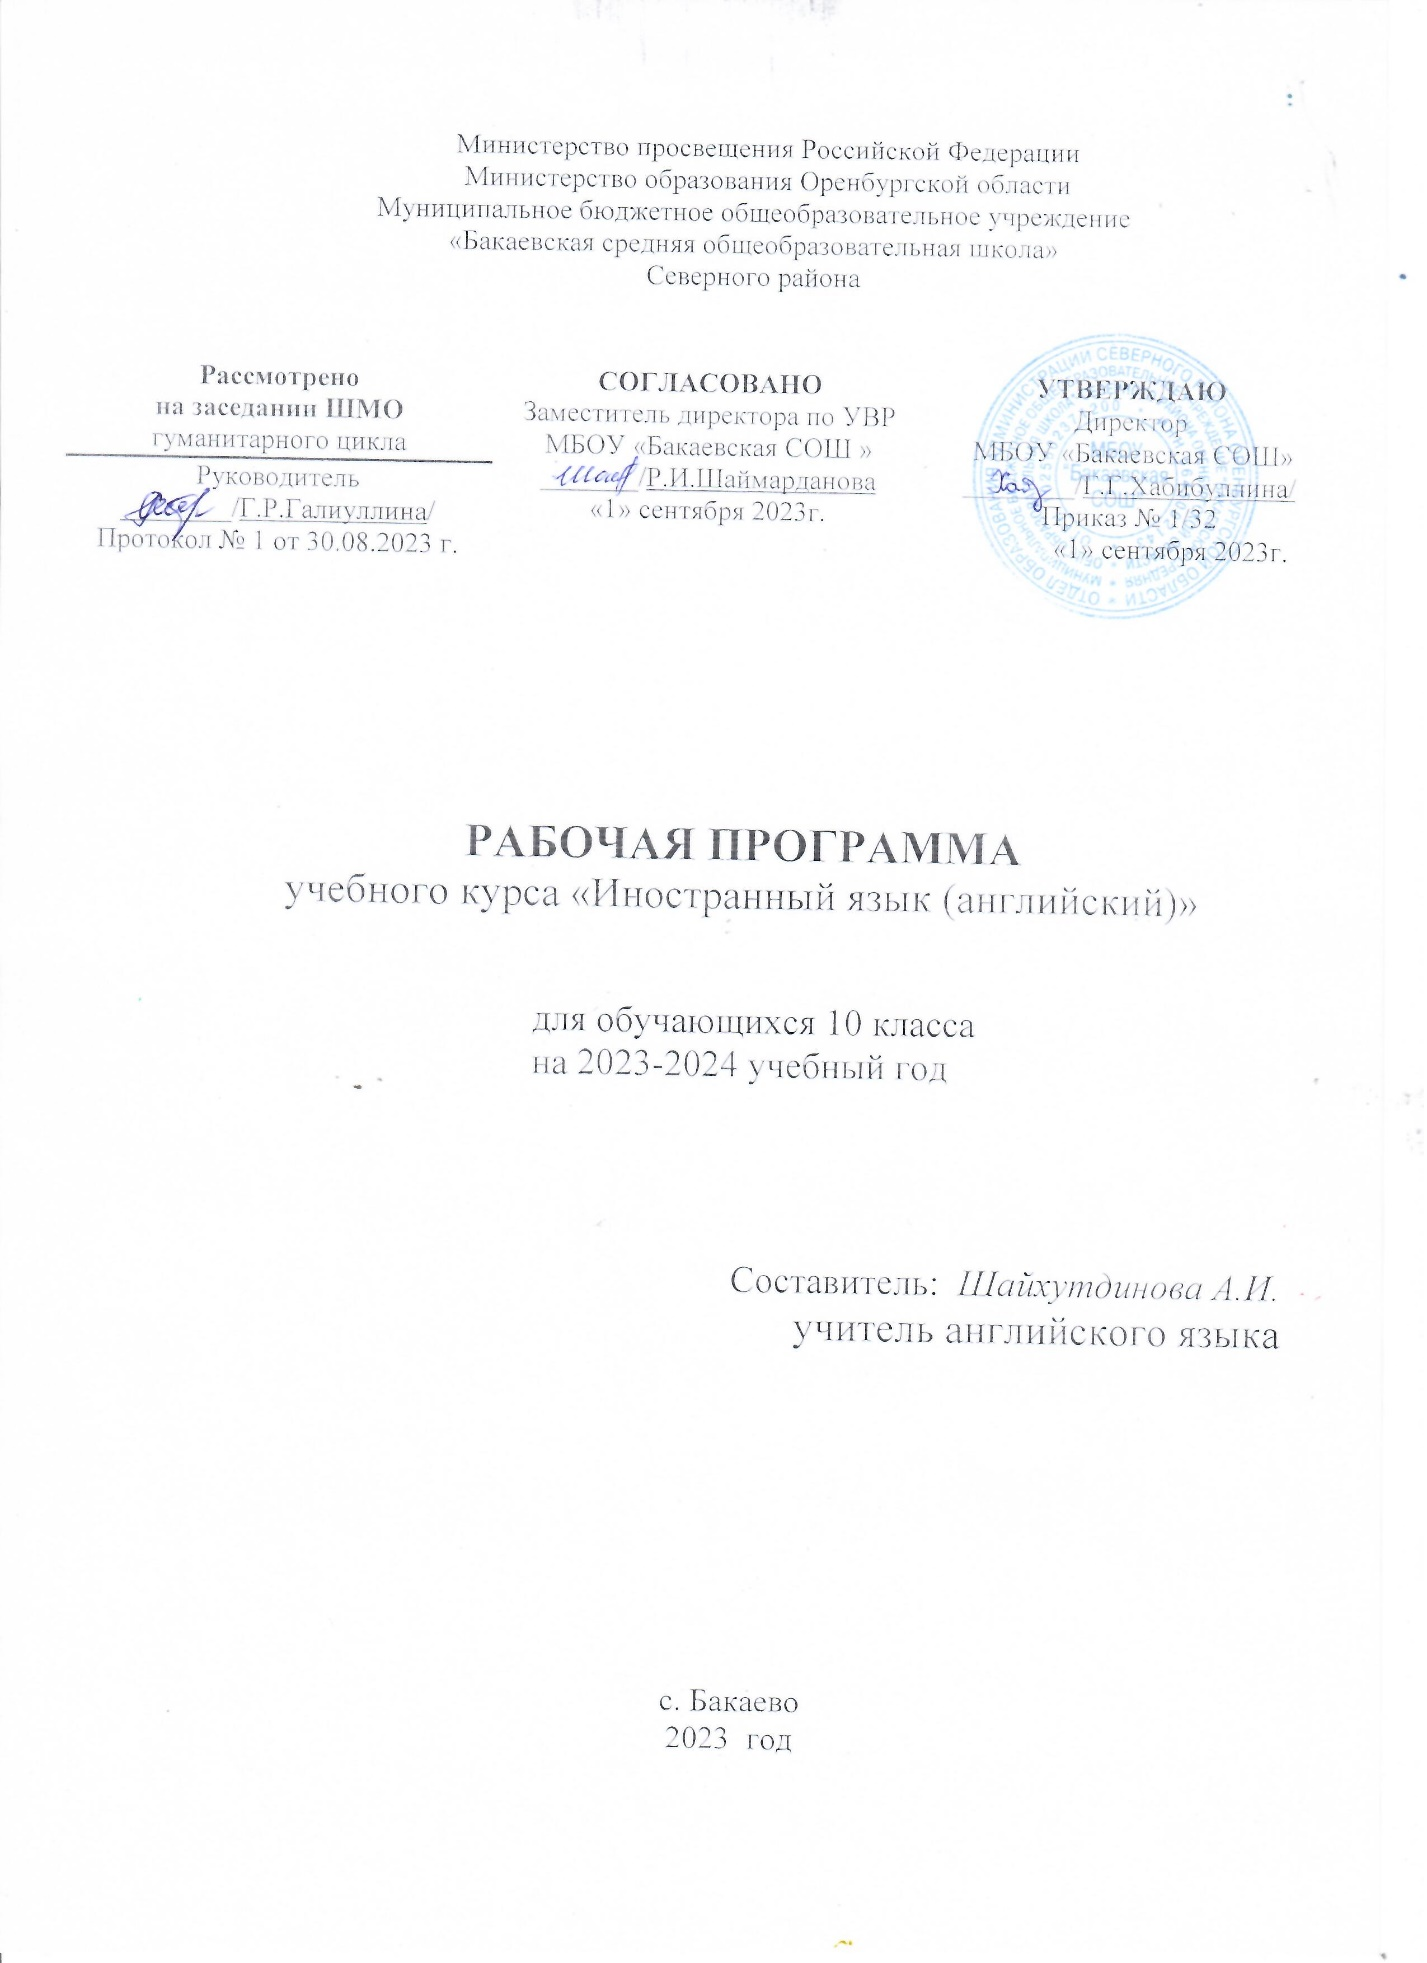 Министерство просвещения Российской Федерации
Министерство образования Оренбургской области
Муниципальное бюджетное общеобразовательное учреждение
«Бакаевская средняя общеобразовательная школа»
Северного района
Рассмотрено
на заседании ШМО
гуманитарного цикла
Руководитель
/Г.Р.Галиуллина/
Протокол № 1 от 30.08.2023 г.
СОГЛАСОВАНО
Заместитель директора по УВР
МБОУ «Бакаевская СОШ »
/Р.И.Шаймарданова
«1» сентября 2023г.
УТВЕРЖДАЮ
Директор
МБОУ «Бакаевская СОШ»
/Г.Г.Хабибуллина/
Приказ № 1/32
«1» сентября 2023г.
МБОУ
"Бакаевская
СОШ"
РАБОЧАЯ ПРОГРАММА
учебного курса «Иностранный язык (английский)»
для обучающихся 10 класса
на 2023-2024 учебный год
Составитель: Шайхутдинова А.И.
учитель английского языка
с. Бакаево
2023 год